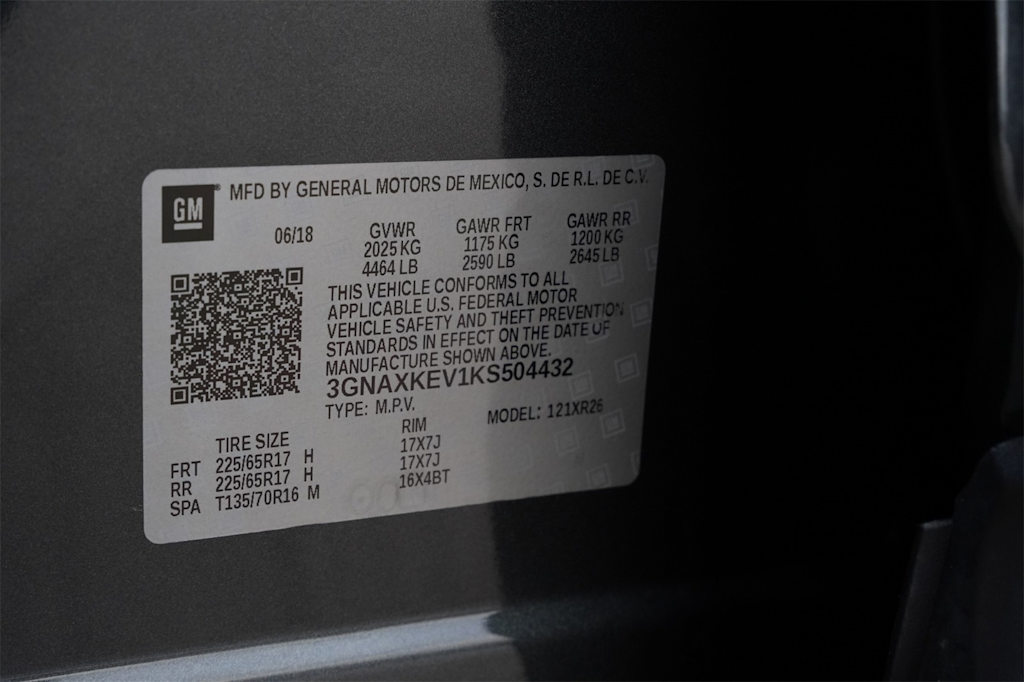 GM ® MFD BY GENERAL MOTORS DE MEXICO, S. DE R.L. DE C.V.
06/18 GVWR GAWR FRT GAWR RR
2025 KG 1175 KG 1200 KG
4464 LB 2590 LB 2645 LB
THIS VEHICLE CONFORMS TO ALL
APPLICABLE U.S. FEDERAL MOTOR
VEHICLE SAFETY AND THEFT PREVENTION
STANDARDS IN EFFECT ON THE DATE OF
MANUFACTURE SHOWN ABOVE.
3GNAXKEV1KS504432
TYPE: M.P.V. MODEL: 121XR26
TIRE SIZE RIM
FRT 225/65R17 H 17X7J
RR 225/65R17 H 17X7J
SPA T135/70R16 M 16X4BT